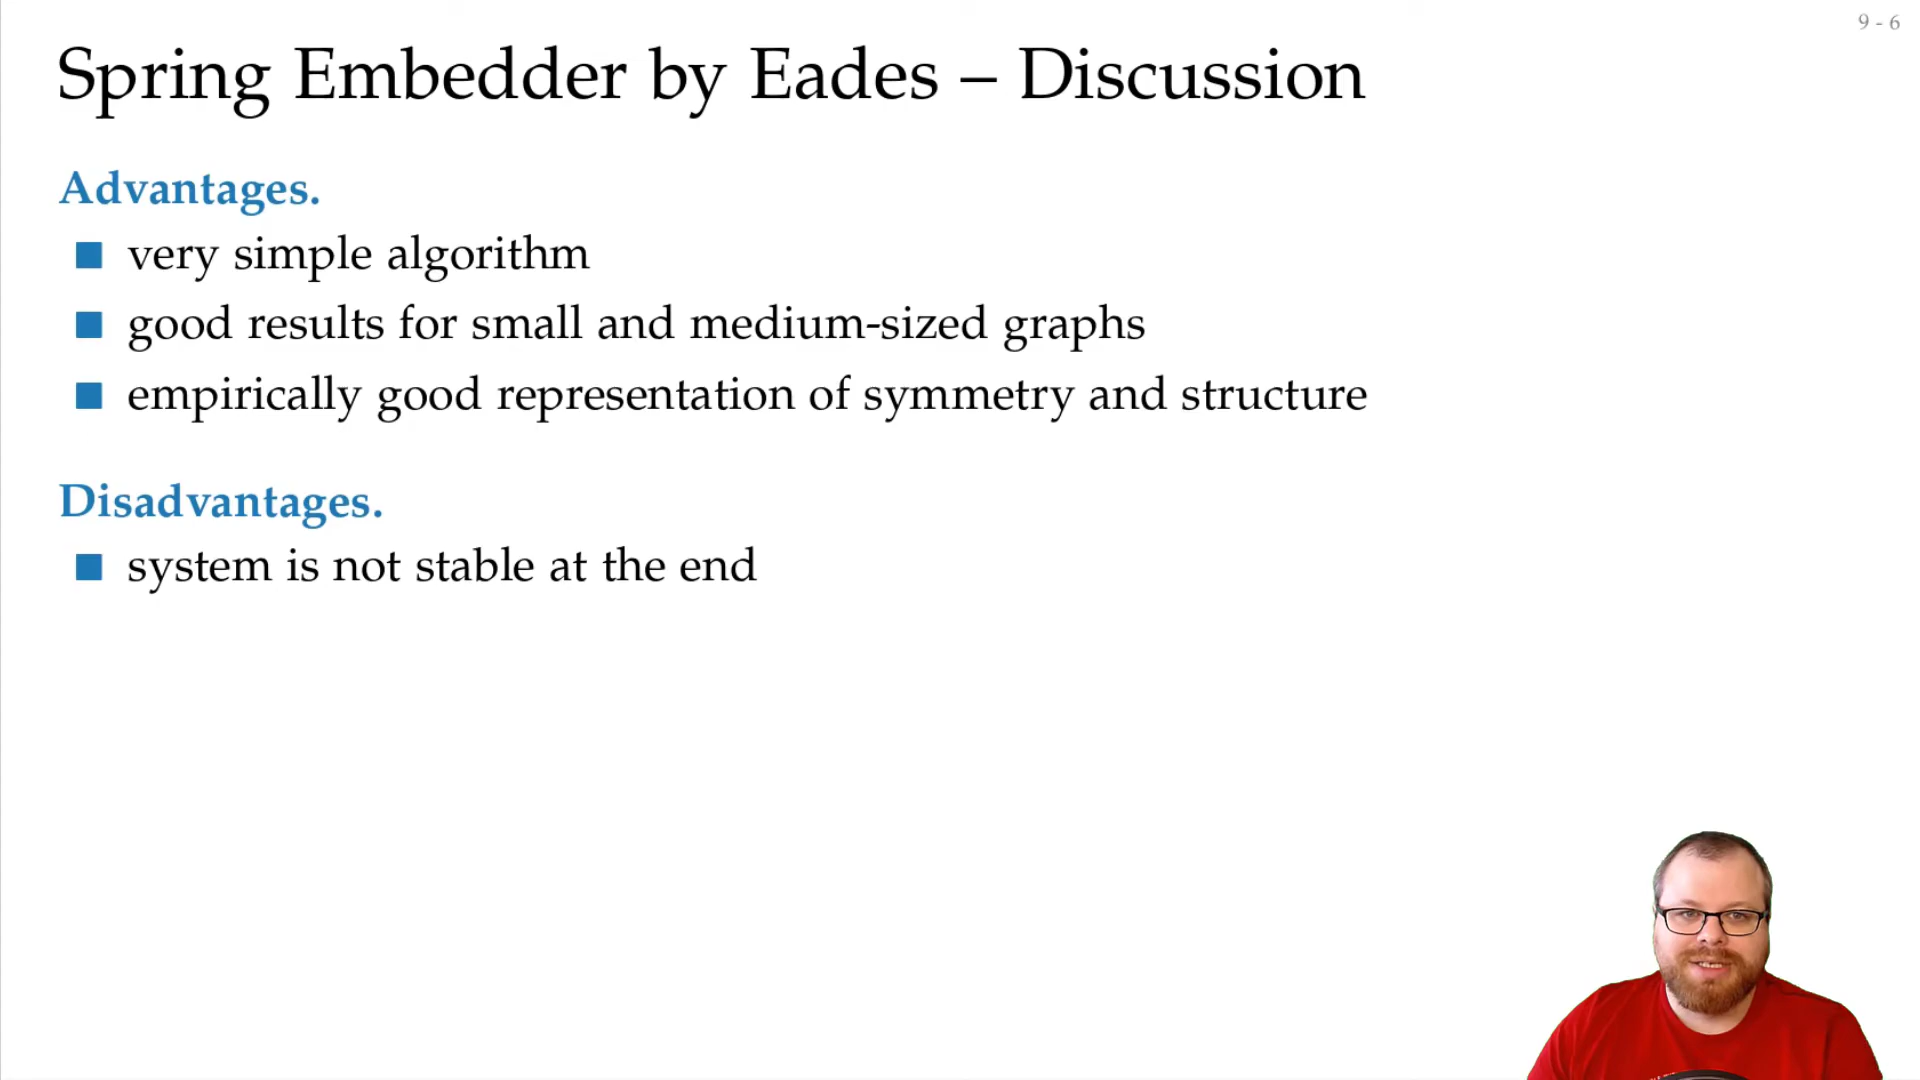 9 - 6
Spring Embedder by Eades – Discussion
Advantages.
very simple algorithm
good results for small and medium-sized graphs
empirically good representation of symmetry and structure
Disadvantages.
system is not stable at the end